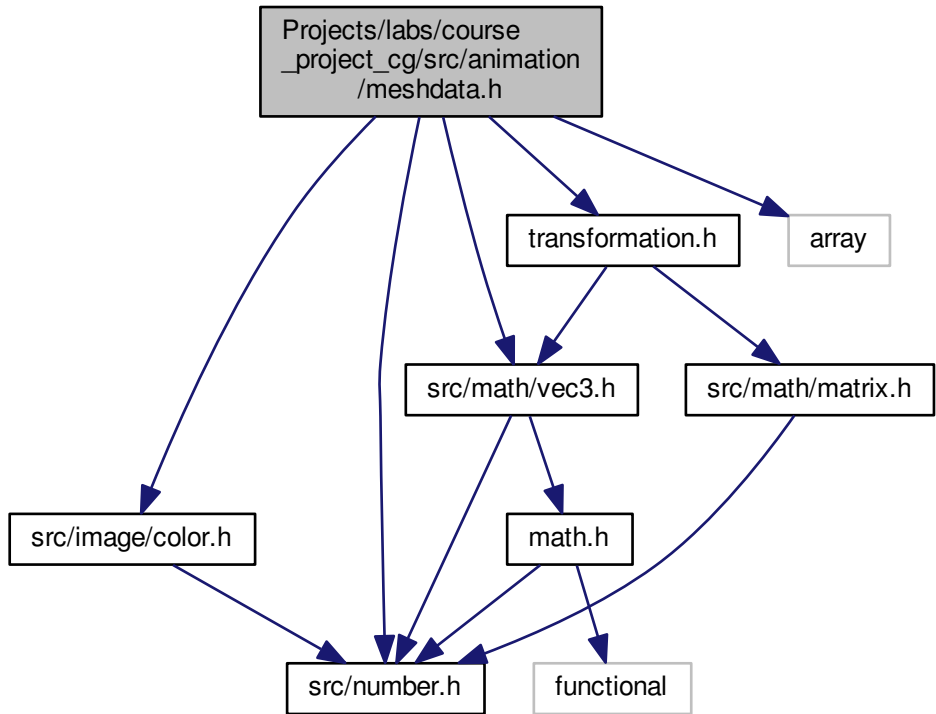 Projects/labs/course
_project_cg/src/animation
/meshdata.h
transformation.h
array
src/math/vec3.h
src/math/matrix.h
src/image/color.h
math.h
src/number.h
functional